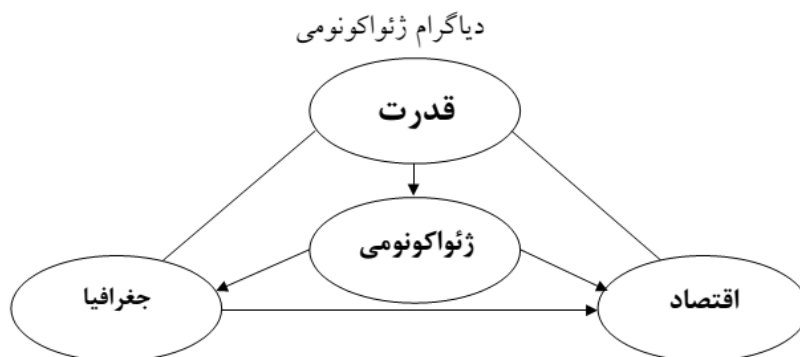 دیاگرام ژئواکونومی
قدرت
ژئواکونومی
جغرافیا
اقتصاد